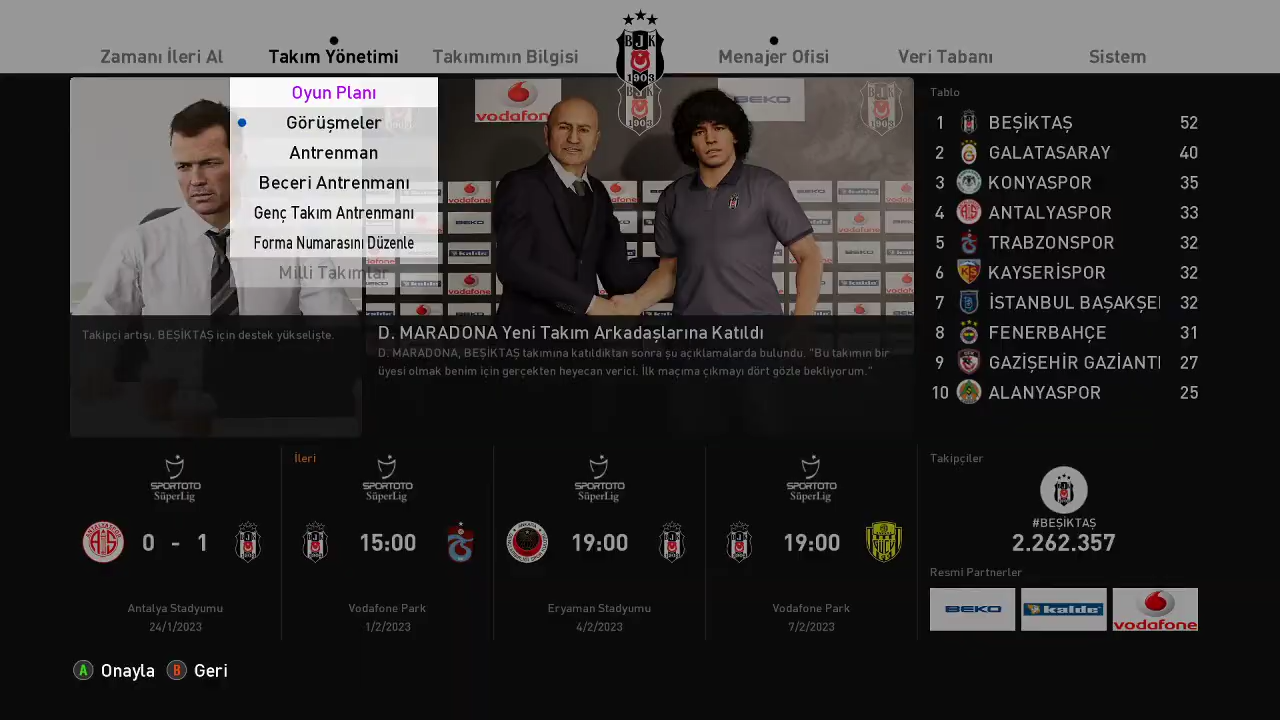 Zamanı İleri Al
Takım Yönetimi
Takımımın Bilgisi
BJK
1903
Menajer Ofisi
Veri Tabanı
Sistem
Oyun Planı
Görüşmeler
Antrenman
Beceri Antrenmanı
Genç Takım Antrenmanı
Forma Numarasını Düzenle
Milli Takımlar
vodafone
BEKO
Takipçi artışı. BEŞİKTAŞ için destek yükselişte.
D. MARADONA Yeni Takım Arkadaşlarına Katıldı
D. MARADONA, BEŞİKTAŞ takımına katıldıktan sonra şu açıklamalarda bulundu. "Bu takımın bir
üyesi olmak benim için gerçekten heyecan verici. İlk maçıma çıkmayı dört gözle bekliyorum."
Tablo
1 BEŞİKTAŞ 52
2 GALATASARAY 40
3 KONYASPOR 35
4 ANTALYASPOR 33
5 TRABZONSPOR 32
6 KAYSERİSPOR 32
7 İSTANBUL BAŞAKŞE 32
8 FENERBAHÇE 31
9 GAZİŞEHİR GAZİANT 27
10 ALANYASPOR 25
SPORTOTO
SüperLig
0 - 1
Antalya Stadyumu
24/1/2023
İleri
SPORTOTO
SüperLig
15:00
Vodafone Park
1/2/2023
SPORTOTO
SüperLig
19:00
Eryaman Stadyumu
4/2/2023
SPORTOTO
SüperLig
19:00
Vodafone Park
7/2/2023
Takipçiler
#BEŞİKTAŞ
2.262.357
Resmi Partnerler
BEKO
kalde
vodafone
A Onayla B Geri